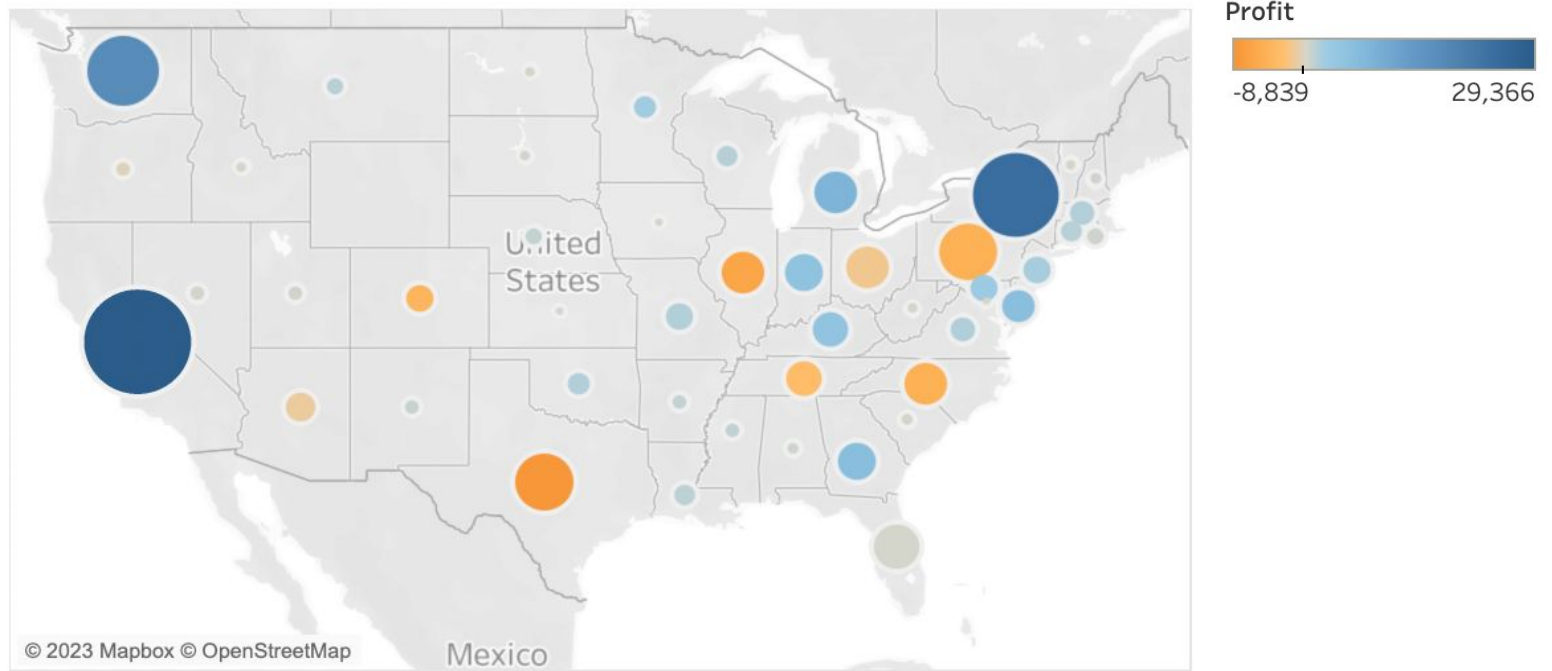 Profit
-8,839 29,366
United
States
Mexico
© 2023 Mapbox © OpenStreetMap